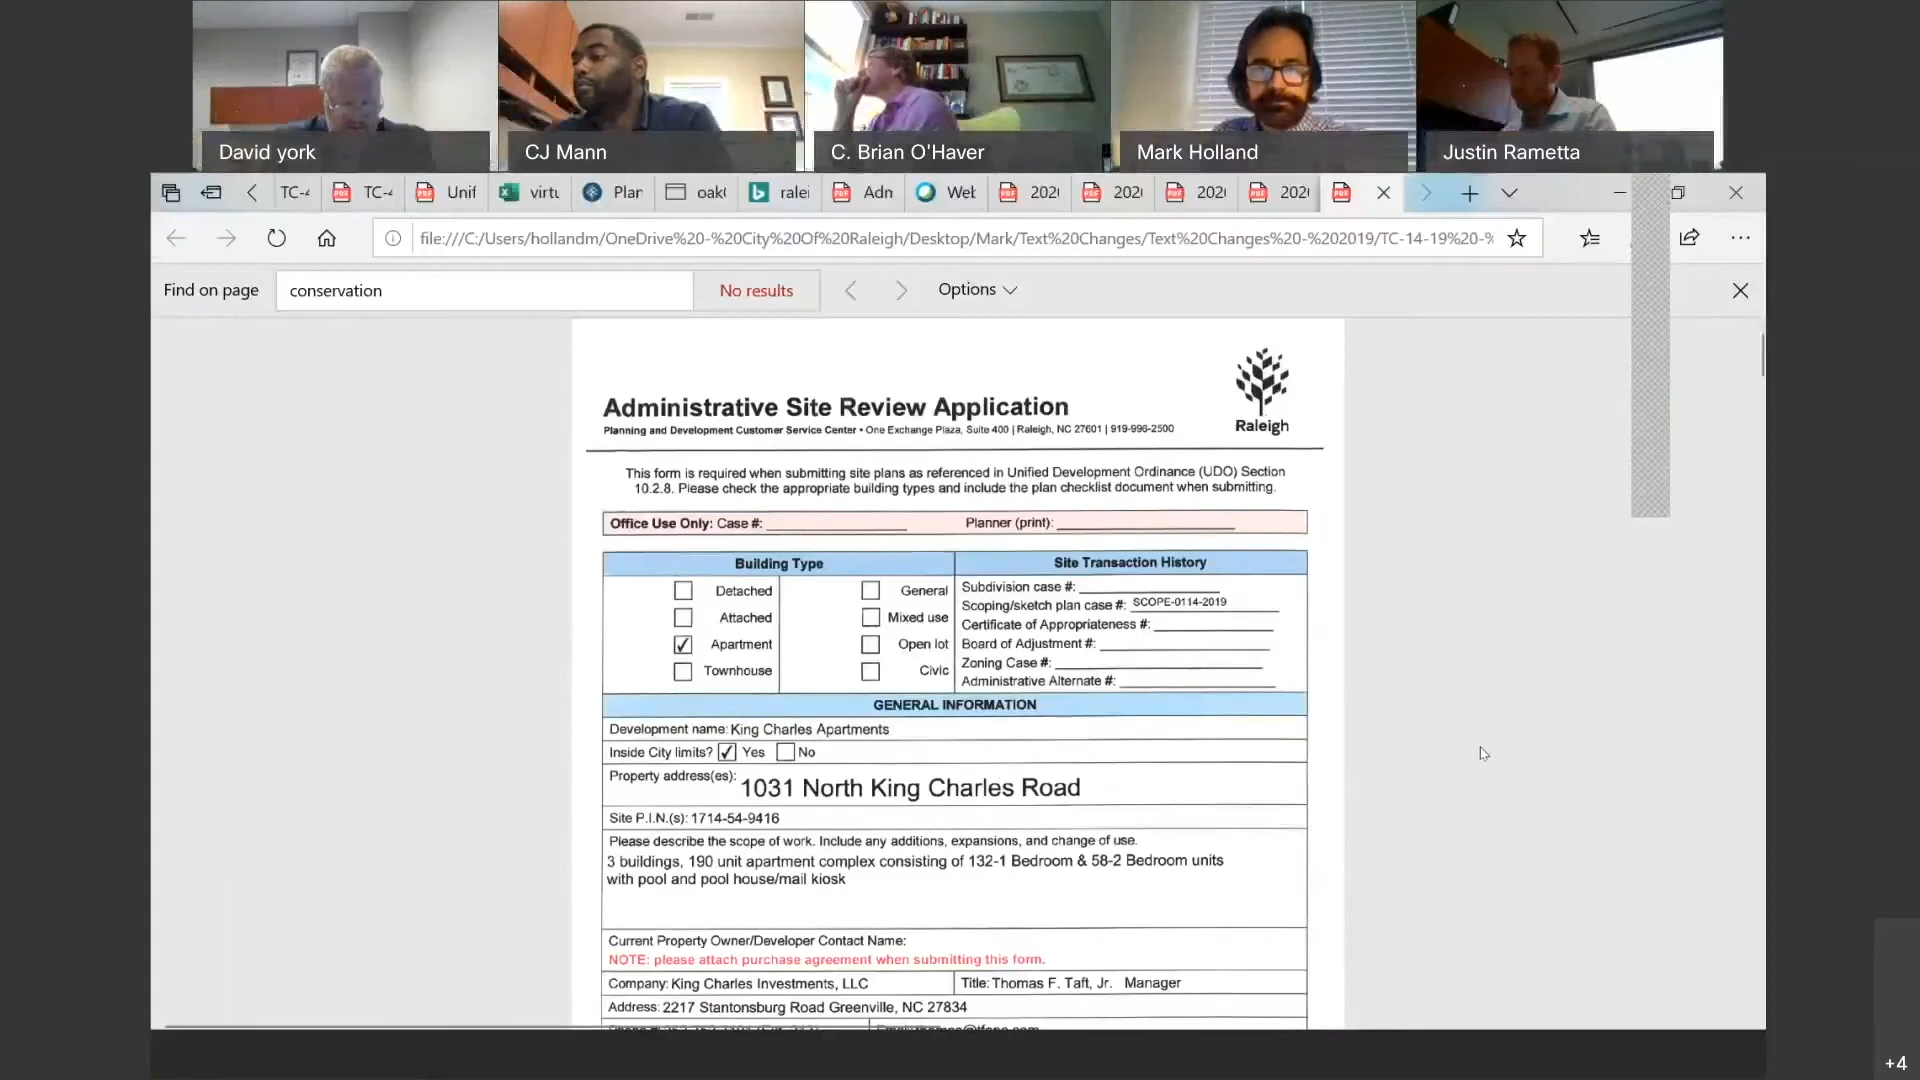 David york
CJ Mann
C. Brian O'Haver
Mark Holland
Justin Rametta
TC-4
TC-4
Unif
virtu
Plar
oak
ralei
Adn
Web
202
202
202
202
file:///C:/Users/hollandm/OneDrive%20-%20City%20Of%20Raleigh/Desktop/Mark/Text%20Changes/Text%20Changes%20-%202019/TC-14-19%20-%
Find on page
conservation
No results
Options
Administrative Site Review Application
Planning and Development Customer Service Center • One Exchange Plaza, Suite 400 | Raleigh, NC 27601 | 919-996-2500
Raleigh
This form is required when submitting site plans as referenced in Unified Development Ordinance (UDO) Section
10.2.8. Please check the appropriate building types and include the plan checklist document when submitting.
Office Use Only: Case #:
Planner (print):
Building Type
Site Transaction History
Detached
General
Subdivision case #:
Scoping/sketch plan case #: SCOPE-0114-2019
Attached
Mixed use
Certificate of Appropriateness #:
Apartment
Open lot
Board of Adjustment #:
Zoning Case #:
Townhouse
Civic
Administrative Alternate #:
GENERAL INFORMATION
Development name: King Charles Apartments
Inside City limits? Yes No
Property address(es): 1031 North King Charles Road
Site P.I.N.(s): 1714-54-9416
Please describe the scope of work. Include any additions, expansions, and change of use.
3 buildings, 190 unit apartment complex consisting of 132-1 Bedroom & 58-2 Bedroom units
with pool and pool house/mail kiosk
Current Property Owner/Developer Contact Name:
NOTE: please attach purchase agreement when submitting this form.
Company: King Charles Investments, LLC
Title: Thomas F. Taft, Jr. Manager
Address: 2217 Stantonsburg Road Greenville, NC 27834
+4